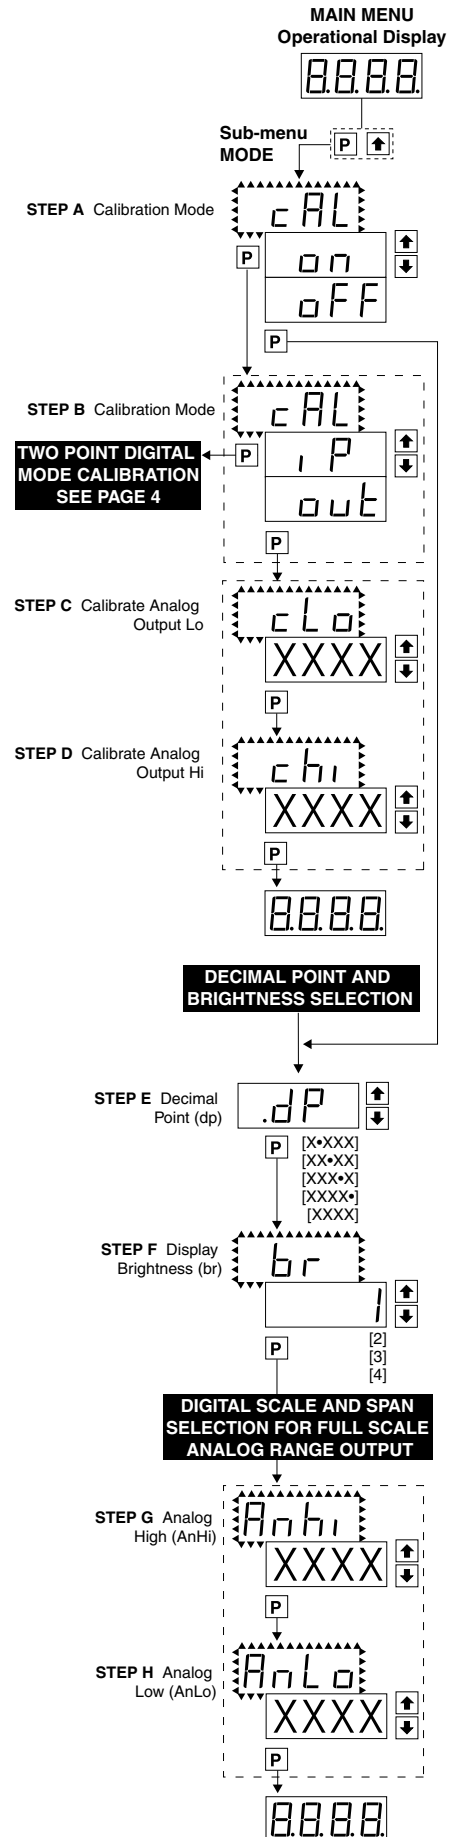 MAIN MENU
Operational Display
8.8.8.8.
Sub-menu
MODE
P
STEP A Calibration Mode
cAL
P
on
oFF
P
STEP B Calibration Mode
cAL
TWO POINT DIGITAL
MODE CALIBRATION
SEE PAGE 4
P
iP
out
P
STEP C Calibrate Analog
Output Lo
cLo
XXXX
P
STEP D Calibrate Analog
Output Hi
chi
XXXX
P
8.8.8.8.
DECIMAL POINT AND
BRIGHTNESS SELECTION
STEP E Decimal
Point (dp)
.dP
P
[X•XXX]
[XX•XX]
[XXX•X]
[XXXX•]
[XXXX]
STEP F Display
Brightness (br)
br
1
P
[2]
[3]
[4]
DIGITAL SCALE AND SPAN
SELECTION FOR FULL SCALE
ANALOG RANGE OUTPUT
STEP G Analog
High (AnHi)
Anhi
XXXX
P
STEP H Analog
Low (AnLo)
AnLo
XXXX
P
8.8.8.8.